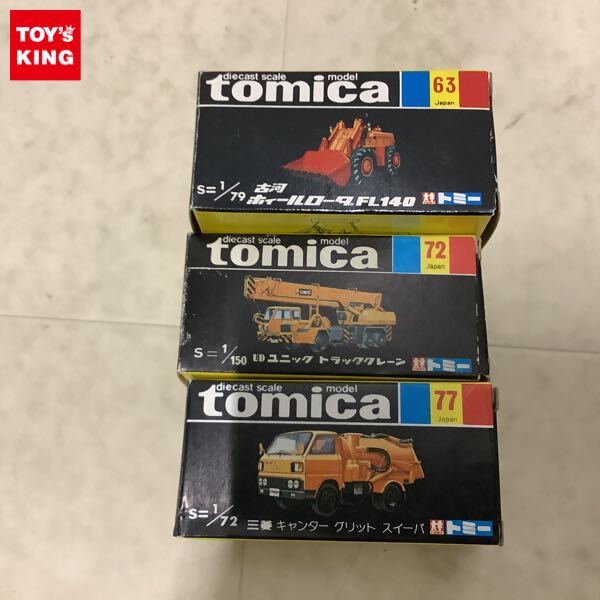 TOY'S
KING
diecast scale model
tomica
63
Japan
S=1/79
古河
ホイールローダ FL140
トミー
diecast scale model
tomica
72
Japan
UNIC
S=1/150
UD ユニック トラッククレーン
トミー
diecast scale model
tomica
77
Japan
S=1/72
三菱 キャンター グリット スイーパ
トミー